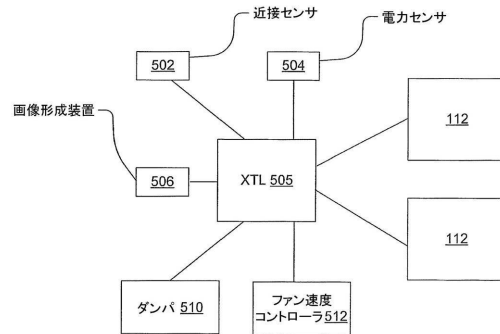 近接センサ
電力センサ
502
504
画像形成装置
112
506
XTL 505
112
ダンパ 510
ファン速度
コントローラ512